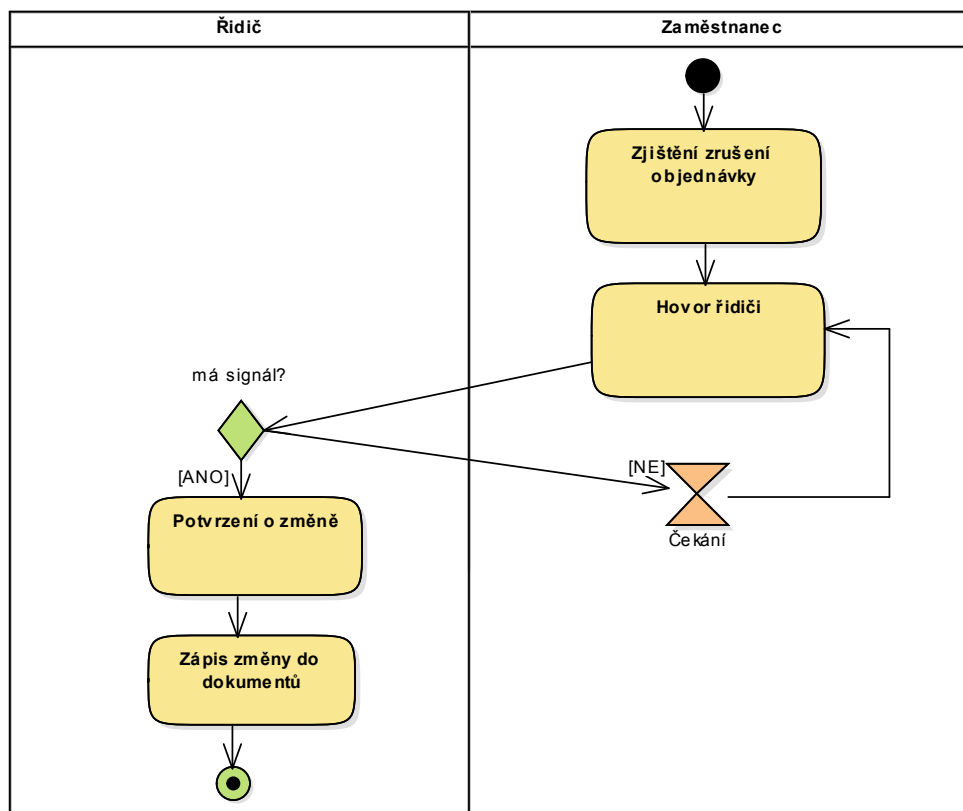 Řidič
Zaměstnanec
Zjištění zrušení
objednávky
Hovor řidiči
má signál?
[NE]
[ANO]
Potvrzení o změně
Čekání
Zápis změny do
dokumentů